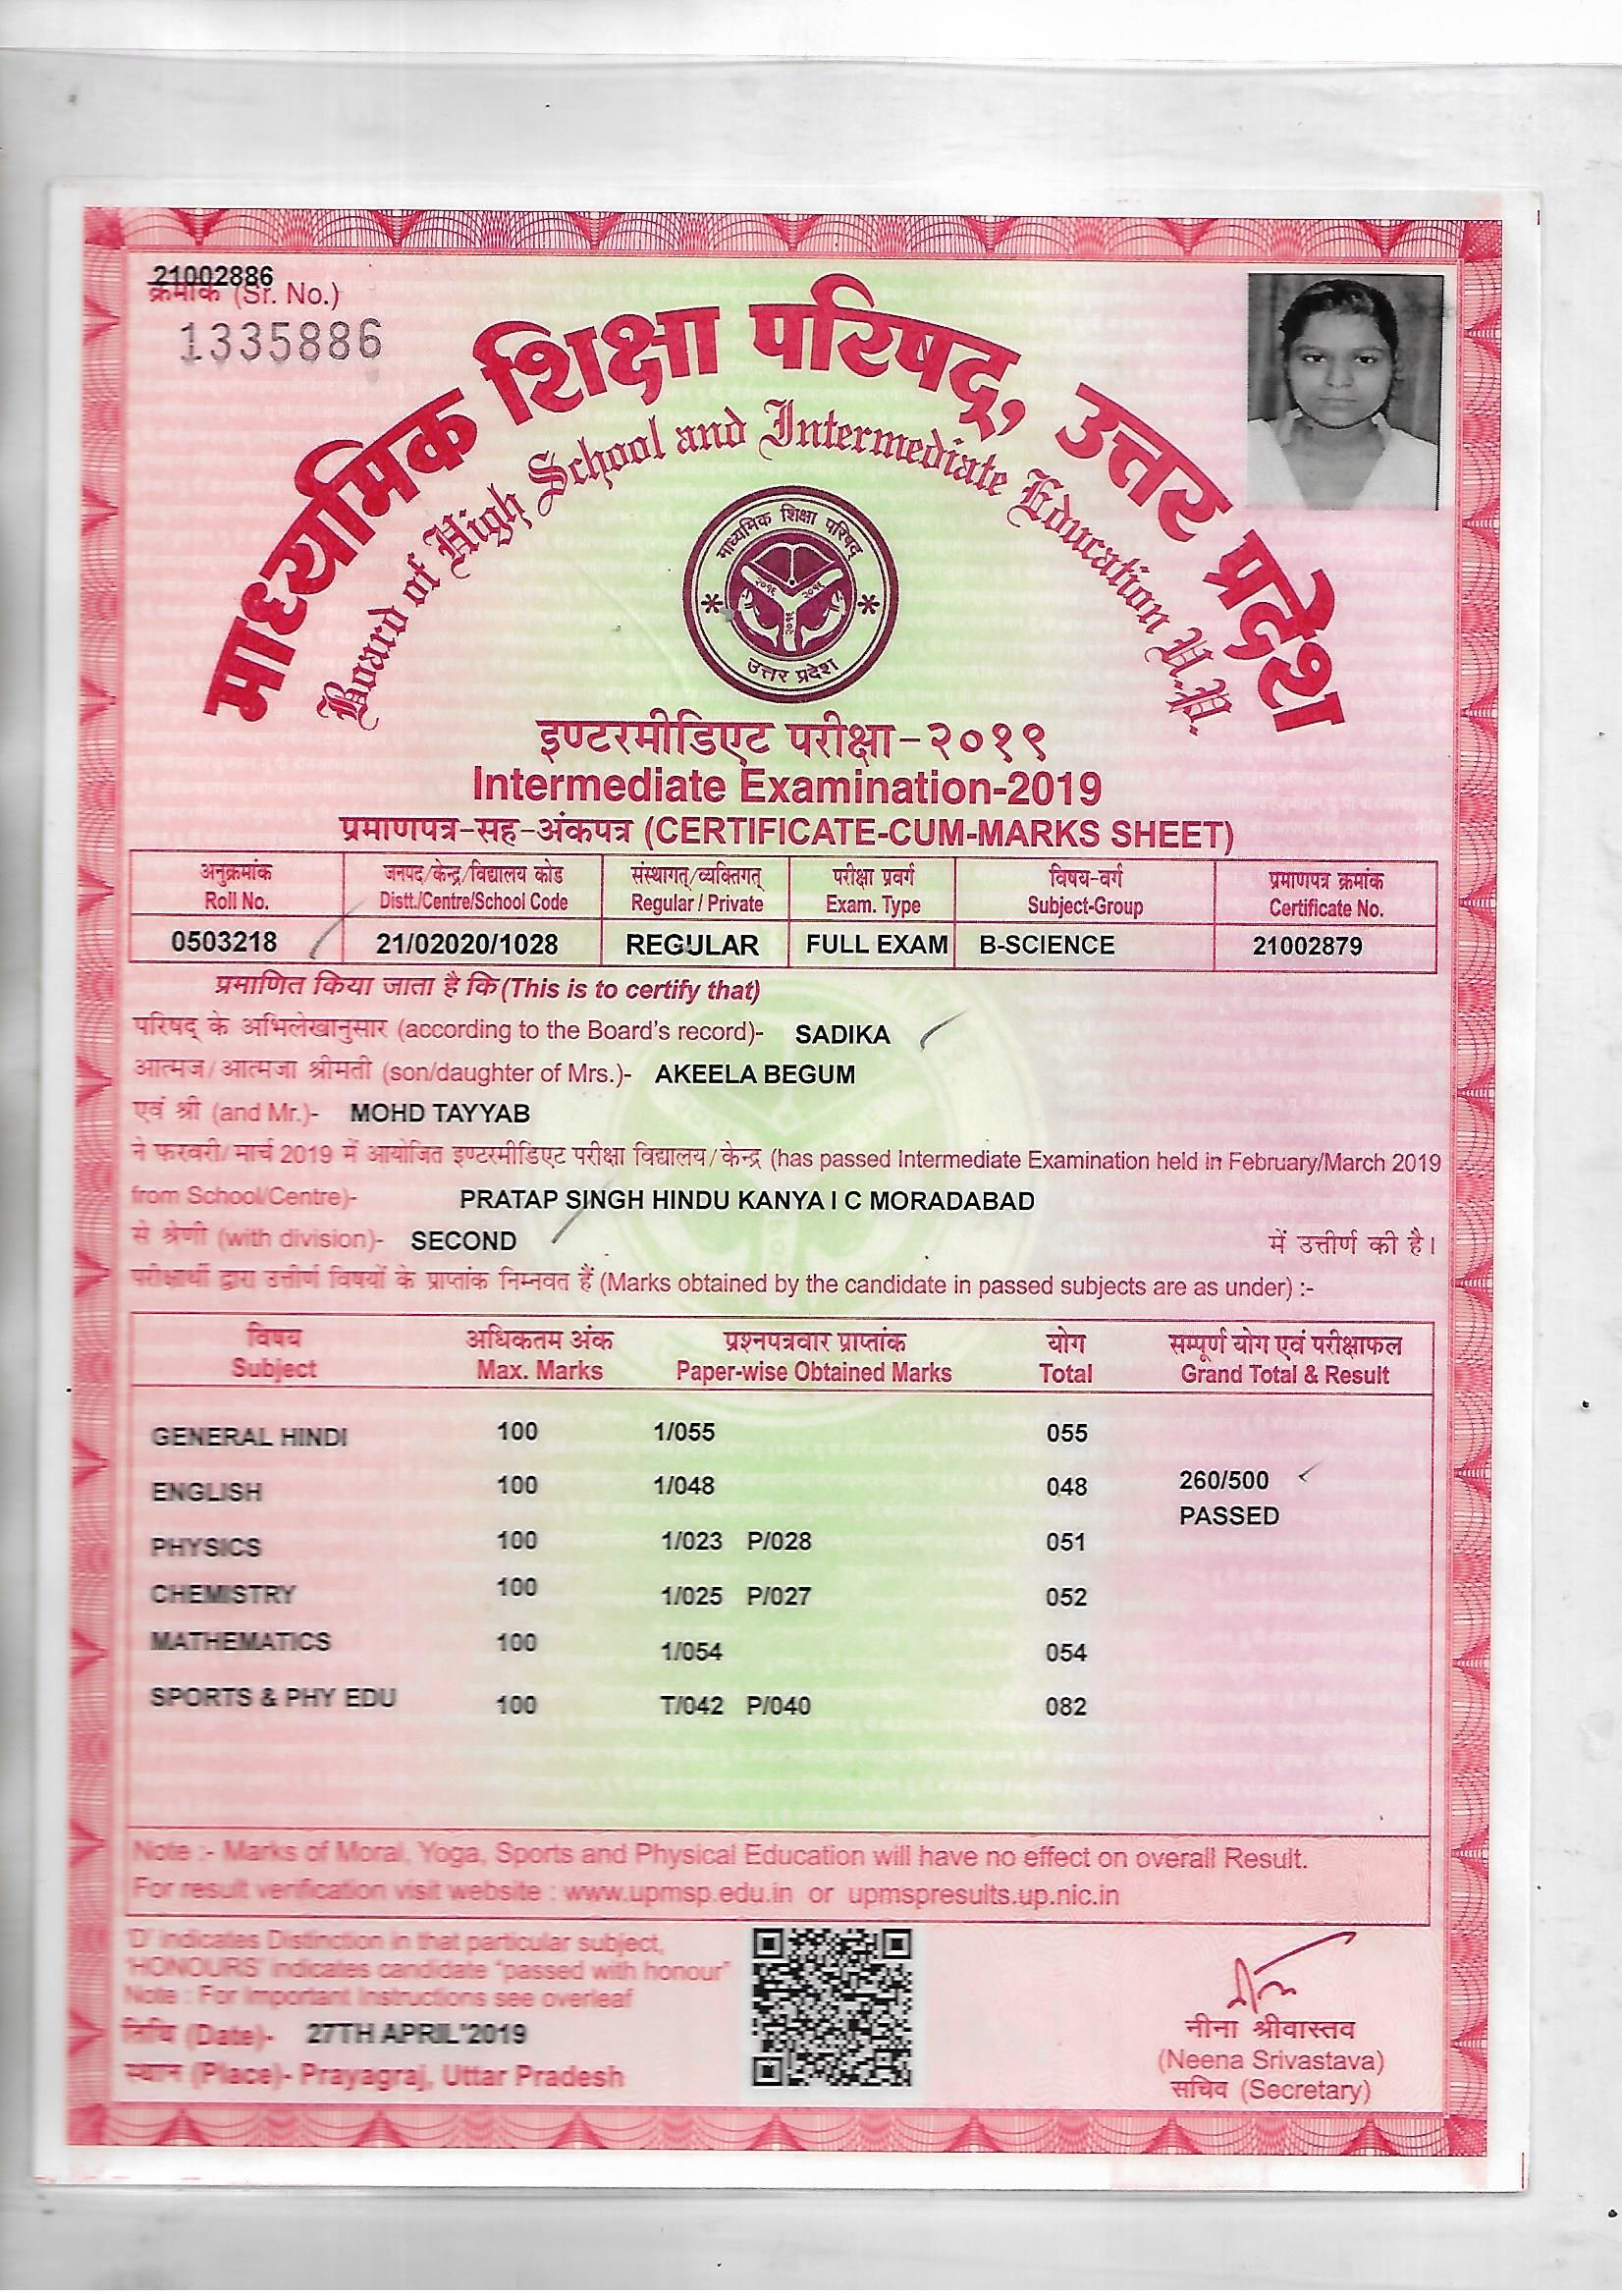 21002886
क्रमांक (Sr. No.)
1335886
माध्यमिक शिक्षा परिषद्, उत्तर प्रदेश
Board of High School and Intermediate Education U.P.
माध्यमिक शिक्षा परिषद्
२०१६ २०१६
२०१६
उत्तर प्रदेश
इण्टरमीडिएट परीक्षा-२०१९
Intermediate Examination-2019
प्रमाणपत्र-सह-अंकपत्र (CERTIFICATE-CUM-MARKS SHEET)
अनुक्रमांक जनपद/केन्द्र/विद्यालय कोड संस्थागत/व्यक्तिगत् परीक्षा प्रवर्ग विषय-वर्ग प्रमाणपत्र क्रमांक
Roll No. Distt./Centre/School Code Regular / Private Exam. Type Subject-Group Certificate No.
0503218 21/02020/1028 REGULAR FULL EXAM B-SCIENCE 21002879
प्रमाणित किया जाता है कि (This is to certify that)
परिषद् के अभिलेखानुसार (according to the Board's record)- SADIKA
आत्मज/आत्मजा श्रीमती (son/daughter of Mrs.)- AKEELA BEGUM
एवं श्री (and Mr.)- MOHD TAYYAB
ने फरवरी/मार्च 2019 में आयोजित इण्टरमीडिएट परीक्षा विद्यालय/केन्द्र (has passed Intermediate Examination held in February/March 2019
from School/Centre)- PRATAP SINGH HINDU KANYA I C MORADABAD
से श्रेणी (with division)- SECOND में उत्तीर्ण की है।
परीक्षार्थी द्वारा उत्तीर्ण विषयों के प्राप्तांक निम्नवत हैं (Marks obtained by the candidate in passed subjects are as under) :-
विषय अधिकतम अंक प्रश्नपत्रवार प्राप्तांक योग सम्पूर्ण योग एवं परीक्षाफल
Subject Max. Marks Paper-wise Obtained Marks Total Grand Total & Result
GENERAL HINDI 100 1/055 055
ENGLISH 100 1/048 048 260/500
PASSED
PHYSICS 100 1/023 P/028 051
CHEMISTRY 100 1/025 P/027 052
MATHEMATICS 100 1/054 054
SPORTS & PHY EDU 100 T/042 P/040 082
Note :- Marks of Moral, Yoga, Sports and Physical Education will have no effect on overall Result.
For result verification visit website : www.upmsp.edu.in or upmspresults.up.nic.in
'D' indicates Distinction in that particular subject,
'HONOURS' indicates candidate "passed with honour"
Note : For Important Instructions see overleaf
तिथि (Date)- 27TH APRIL'2019
स्थान (Place)- Prayagraj, Uttar Pradesh
नीना श्रीवास्तव
(Neena Srivastava)
सचिव (Secretary)